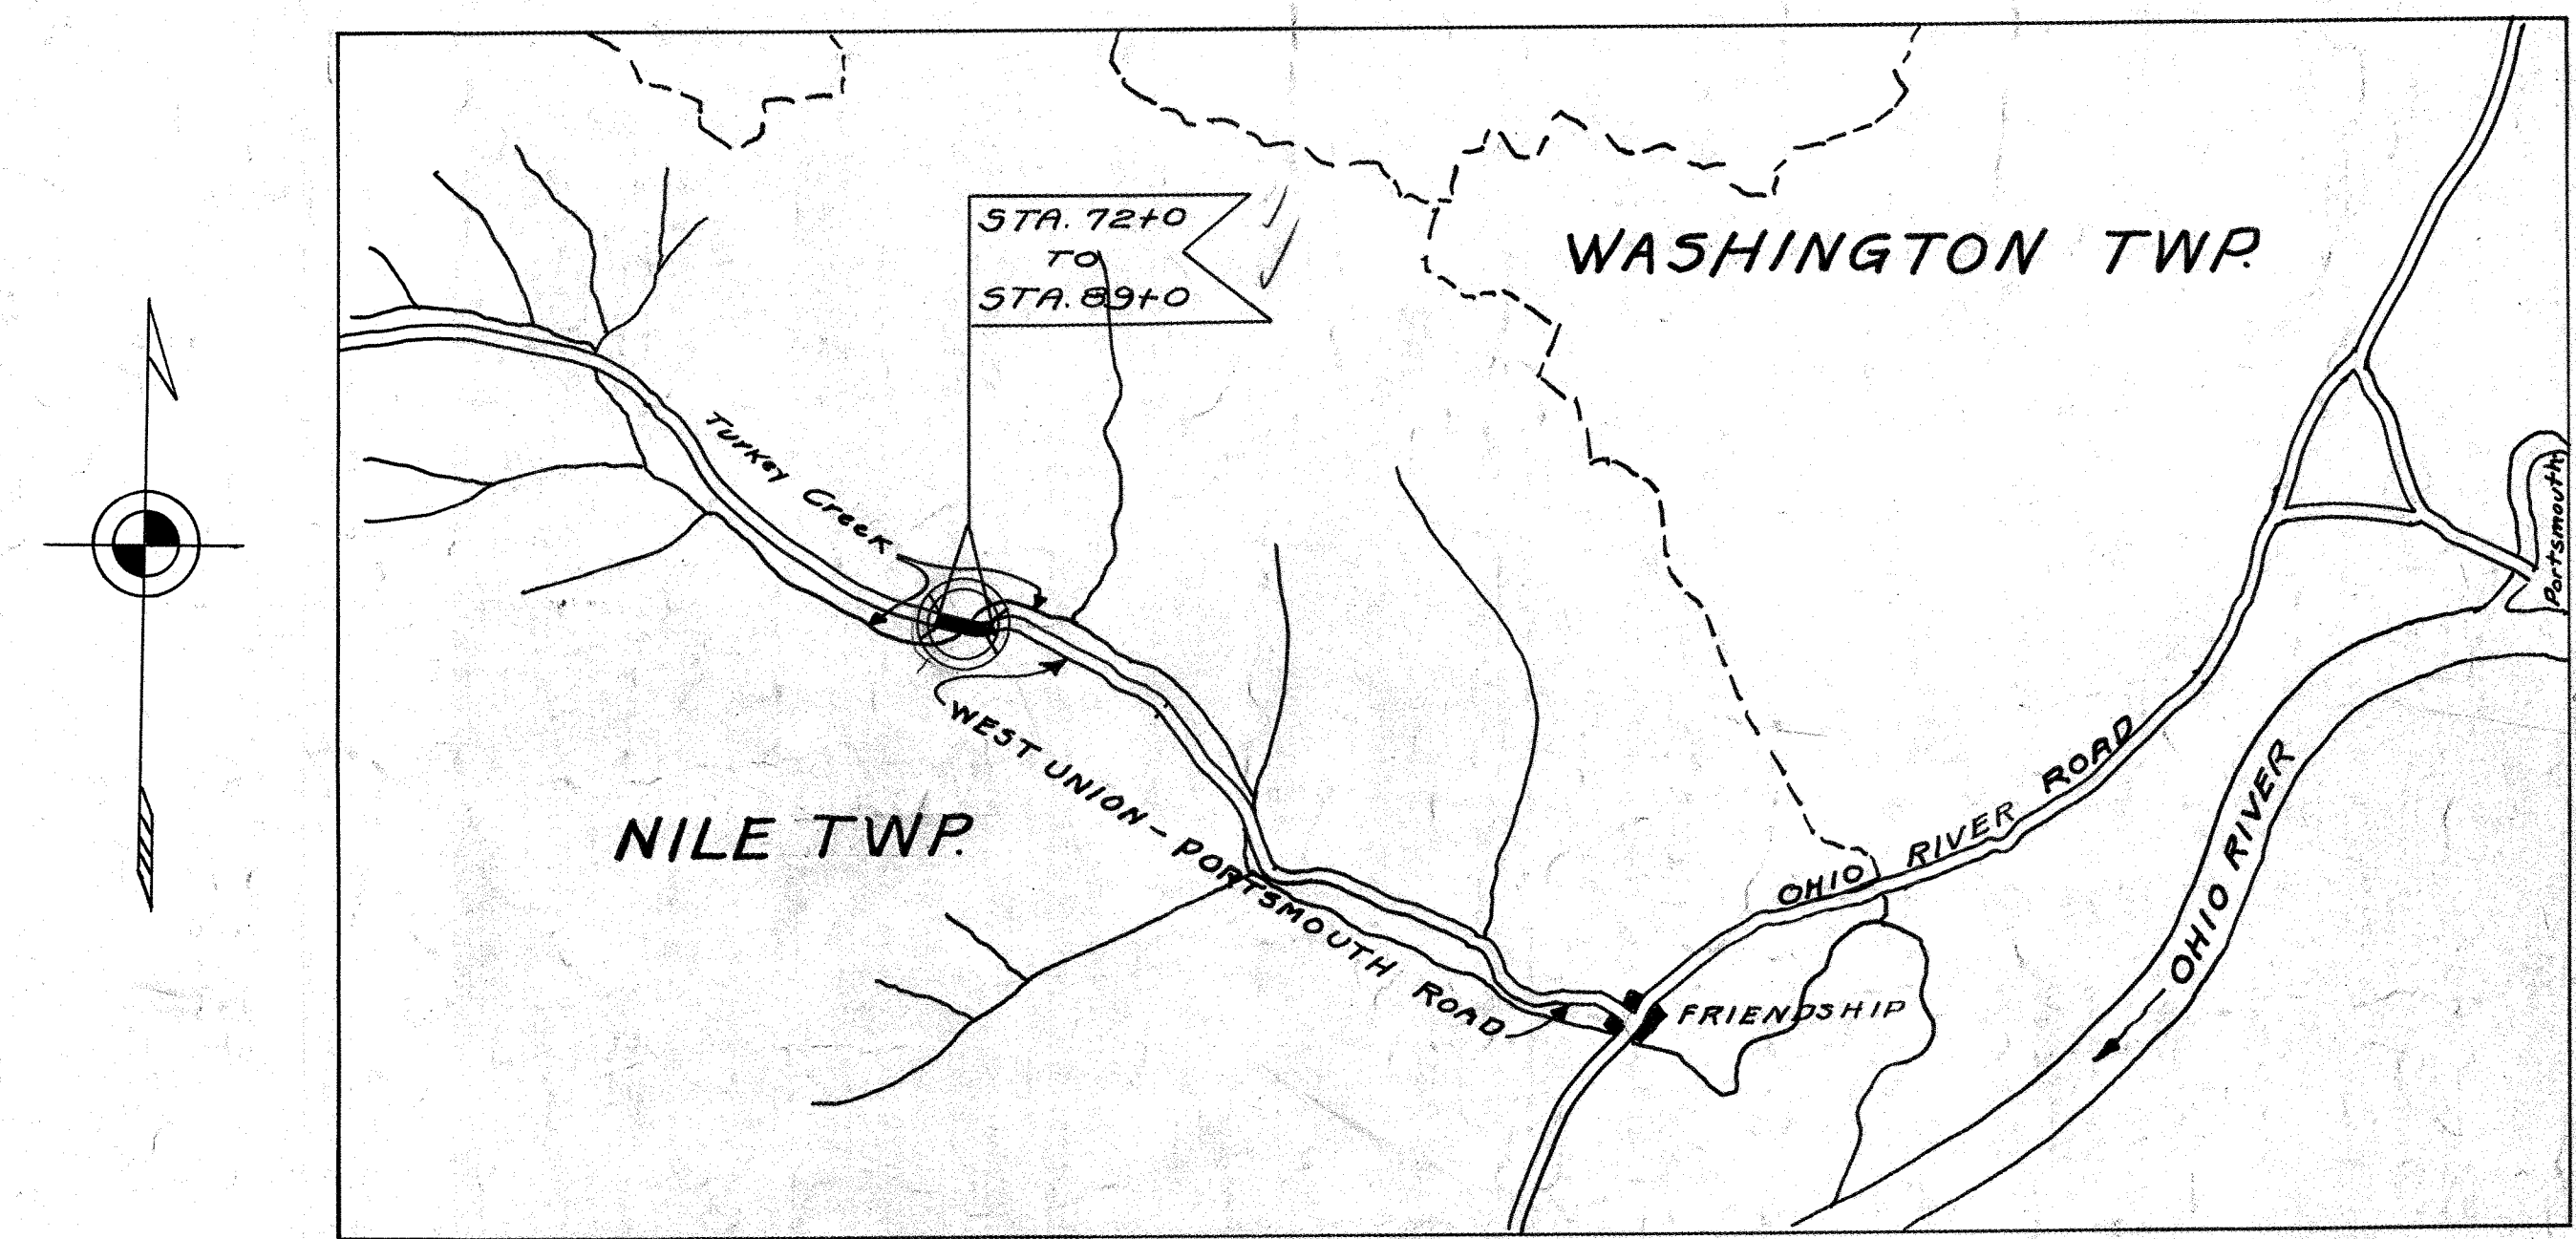 STA. 72+0
TO
STA. 89+0
WASHINGTON TWP.
Turkey Creek
Portsmouth
WEST UNION - PORTSMOUTH ROAD
NILE TWP.
OHIO RIVER ROAD
OHIO RIVER
FRIENDSHIP